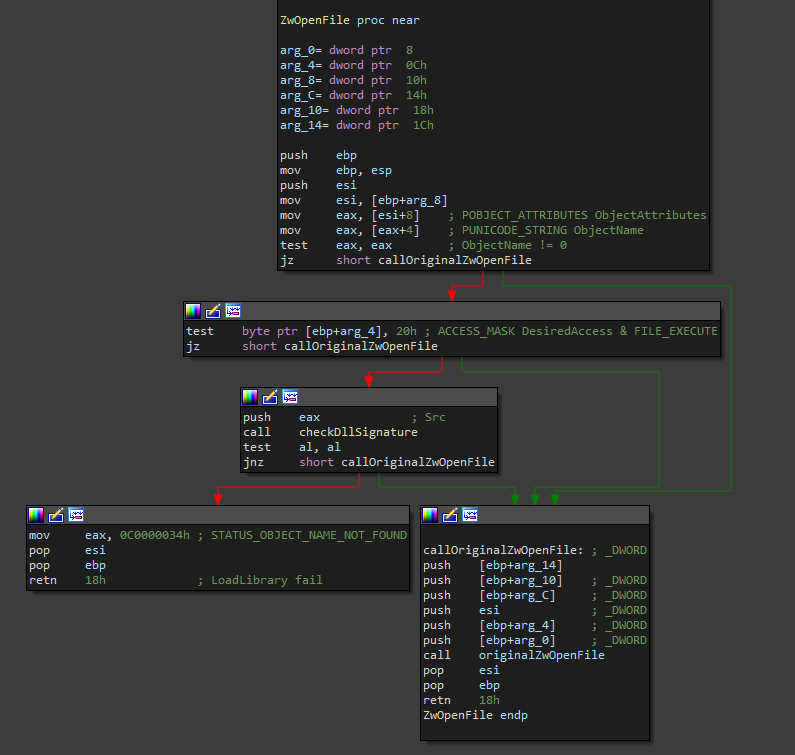 ZwOpenFile proc near
arg_0= dword ptr  8
arg_4= dword ptr  0Ch
arg_8= dword ptr  10h
arg_C= dword ptr  14h
arg_10= dword ptr  18h
arg_14= dword ptr  1Ch
push    ebp
mov     ebp, esp
push    esi
mov     esi, [ebp+arg_8]
mov     eax, [esi+8]    ; POBJECT_ATTRIBUTES ObjectAttributes
mov     eax, [eax+4]    ; PUNICODE_STRING ObjectName
test    eax, eax        ; ObjectName != 0
jz      short callOriginalZwOpenFile
test    byte ptr [ebp+arg_4], 20h ; ACCESS_MASK DesiredAccess & FILE_EXECUTE
jz      short callOriginalZwOpenFile
push    eax             ; Src
call    checkDllSignature
test    al, al
jnz     short callOriginalZwOpenFile
mov     eax, 0C0000034h ; STATUS_OBJECT_NAME_NOT_FOUND
pop     esi
pop     ebp
retn    18h             ; LoadLibrary fail
callOriginalZwOpenFile: ; _DWORD
push    [ebp+arg_14]
push    [ebp+arg_10]    ; _DWORD
push    [ebp+arg_C]     ; _DWORD
push    esi             ; _DWORD
push    [ebp+arg_4]     ; _DWORD
push    [ebp+arg_0]     ; _DWORD
call    originalZwOpenFile
pop     esi
pop     ebp
retn    18h
ZwOpenFile endp